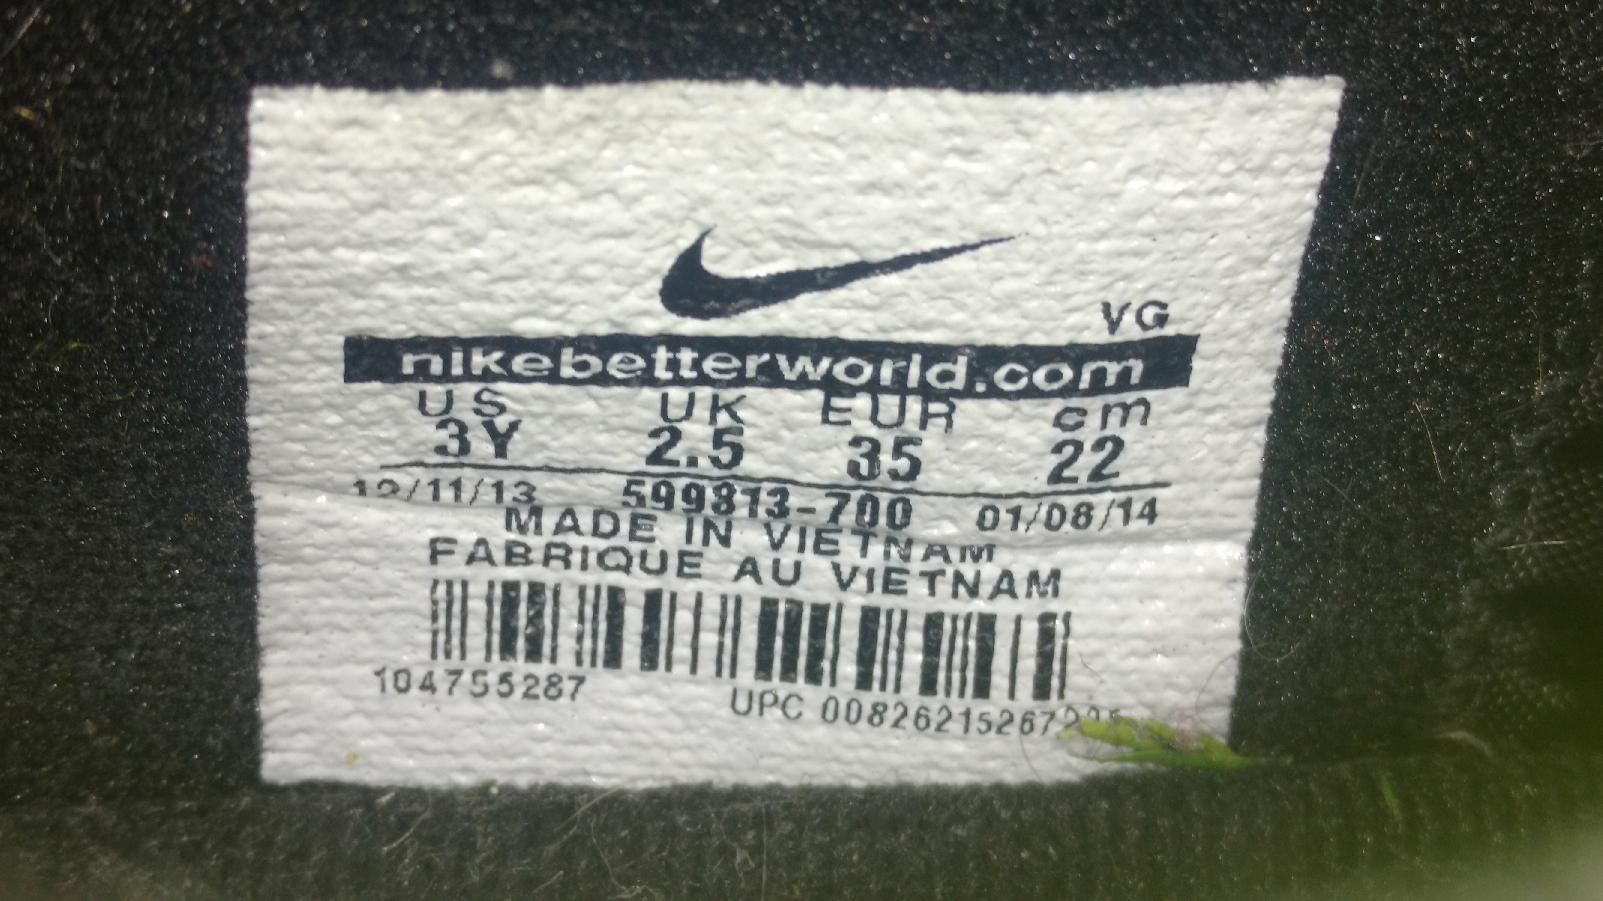 VG
nikebetterworld.com
US UK EUR cm
3Y 2.5 35 22
12/11/13 599813-700 01/08/14
MADE IN VIETNAM
FABRIQUE AU VIETNAM
104755287
UPC